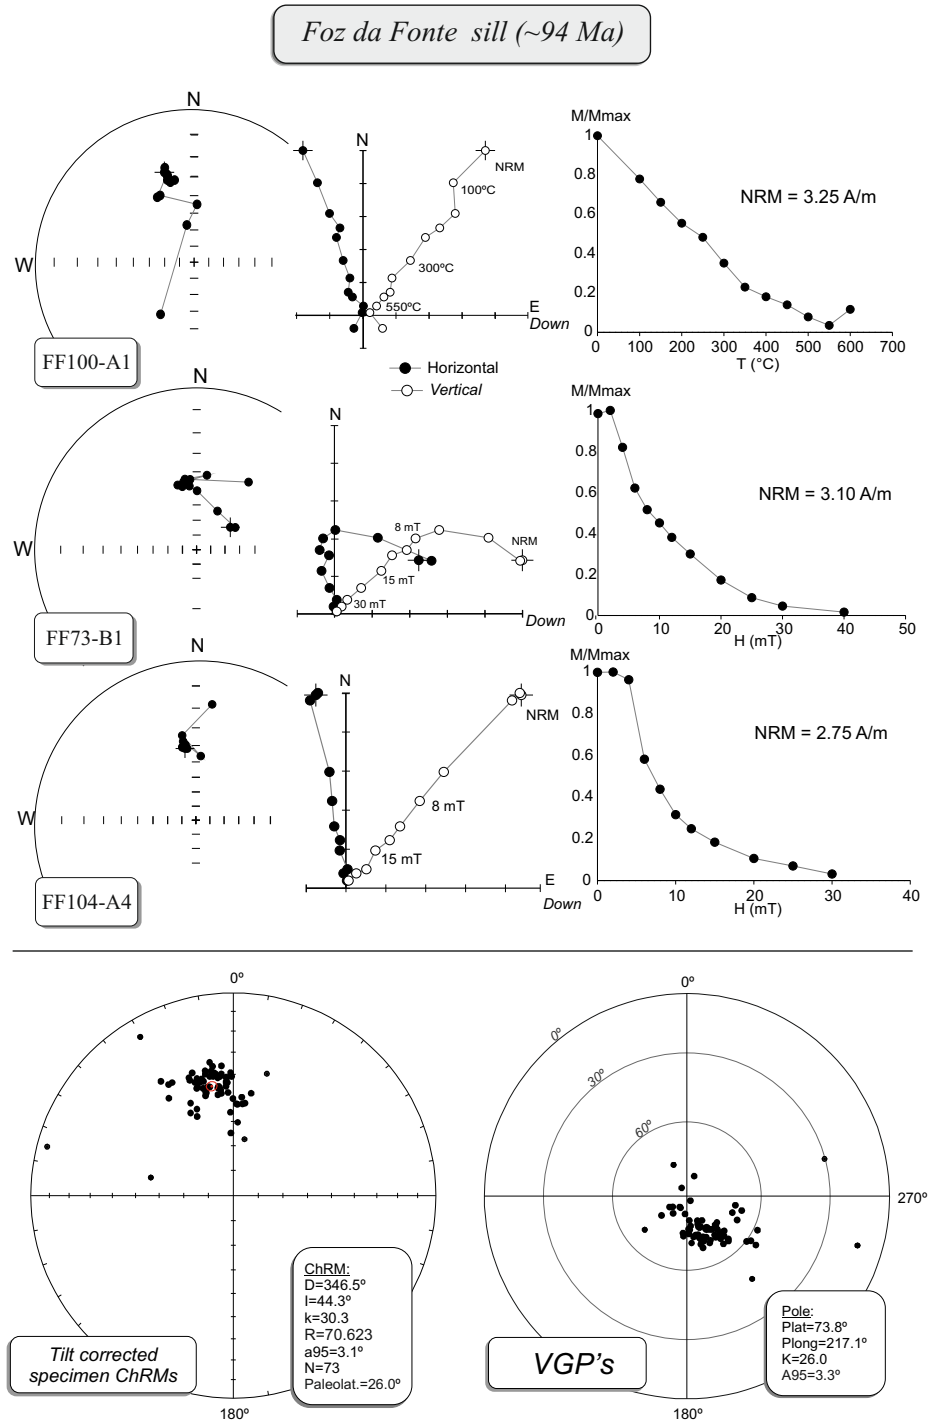 Foz da Fonte sill (~94 Ma)
N
W
FF100-A1
N
NRM
100ºC
300ºC
550ºC
E
Down
M/Mmax
1
0.8
0.6
0.4
0.2
0
NRM = 3.25 A/m
0 100 200 300 400 500 600 700
T (°C)
Horizontal
Vertical
N
W
FF73-B1
N
8 mT
NRM
15 mT
30 mT
Down
M/Mmax
1
0.8
0.6
0.4
0.2
0
NRM = 3.10 A/m
0 10 20 30 40 50
H (mT)
N
W
FF104-A4
N
NRM
8 mT
15 mT
E
Down
M/Mmax
1
0.8
0.6
0.4
0.2
0
NRM = 2.75 A/m
0 10 20 30 40
H (mT)
0º
180º
Tilt corrected
specimen ChRMs
ChRM:
D=346.5º
I=44.3º
k=30.3
R=70.623
a95=3.1º
N=73
Paleolat.=26.0º
0º
0º
30º
60º
270º
180º
VGP's
Pole:
Plat=73.8º
Plong=217.1º
K=26.0
A95=3.3º